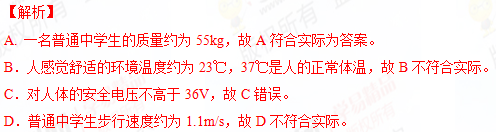 【解析】
A. 一名普通中学生的质量约为 55kg，故 A 符合实际为答案。
B．人感觉舒适的环境温度约为 23℃，37℃是人的正常体温，故 B 不符合实际。
C．对人体的安全电压不高于 36V，故 C 错误。
D．普通中学生步行速度约为 1.1m/s，故 D 不符合实际。